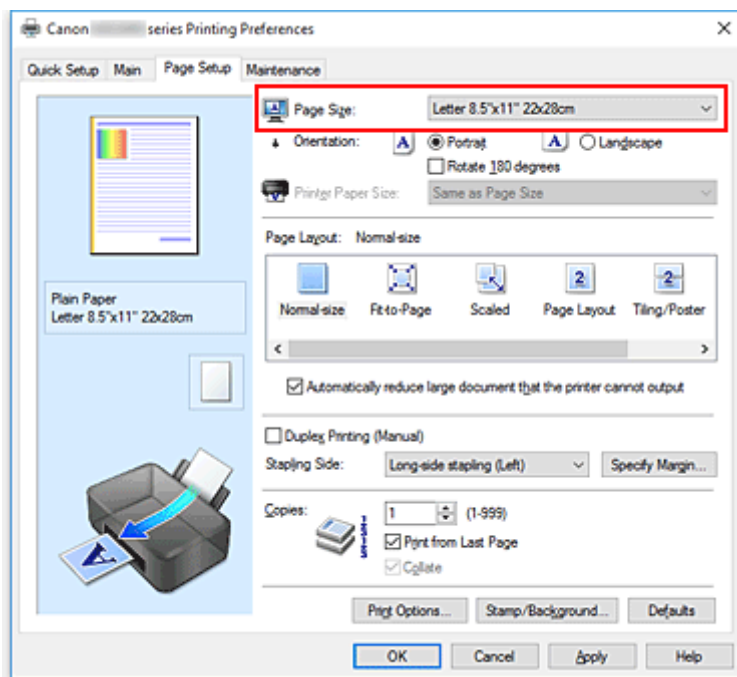 Canon series Printing Preferences
Quick Setup Main Page Setup Maintenance
Page Size: Letter 8.5"x11" 22x28cm
Orientation: A Portrait A Landscape
Rotate 180 degrees
Printer Paper Size: Same as Page Size
Page Layout: Normal-size
Normal-size Fit-to-Page Scaled Page Layout Tiling/Poster
Plain Paper
Letter 8.5"x11" 22x28cm
Automatically reduce large document that the printer cannot output
Duplex Printing (Manual)
Stapling Side: Long-side stapling (Left) Specify Margin...
Copies: 1 (1-999)
Print from Last Page
Collate
A
Print Options... Stamp/Background... Defaults
OK Cancel Apply Help